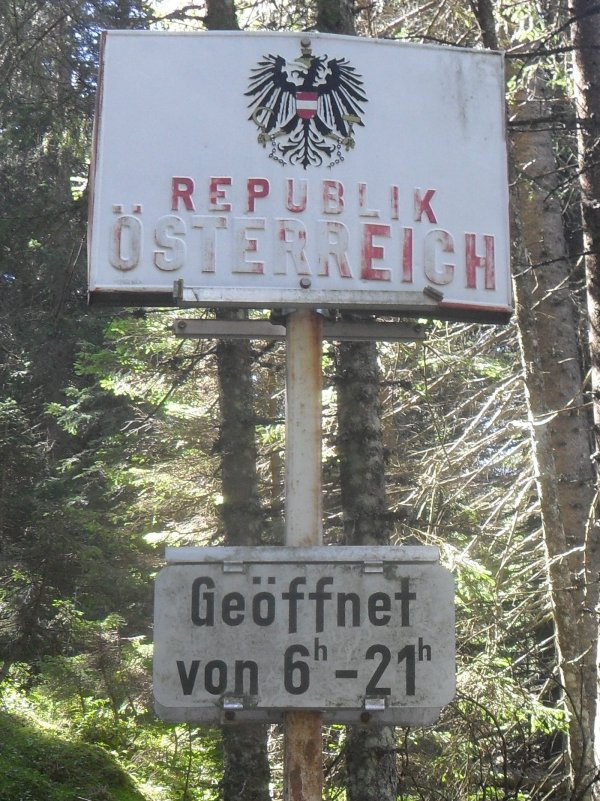 REPUBLIK
ÖSTERREICH
Geöffnet
von 6h - 21h